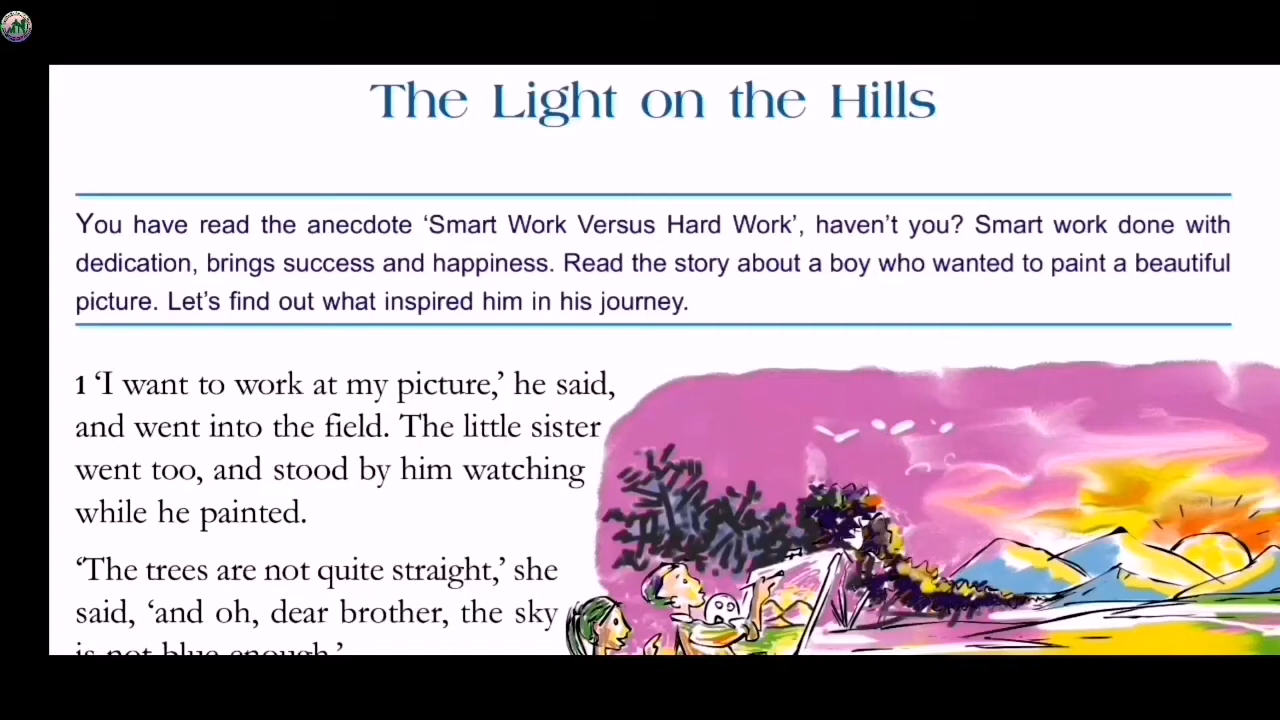 The Light on the Hills
You have read the anecdote ‘Smart Work Versus Hard Work’, haven’t you? Smart work done with
dedication, brings success and happiness. Read the story about a boy who wanted to paint a beautiful
picture. Let’s find out what inspired him in his journey.
1 ‘I want to work at my picture,’ he said,
and went into the field. The little sister
went too, and stood by him watching
while he painted.
‘The trees are not quite straight,’ she
said, ‘and oh, dear brother, the sky
is not blue enough.’